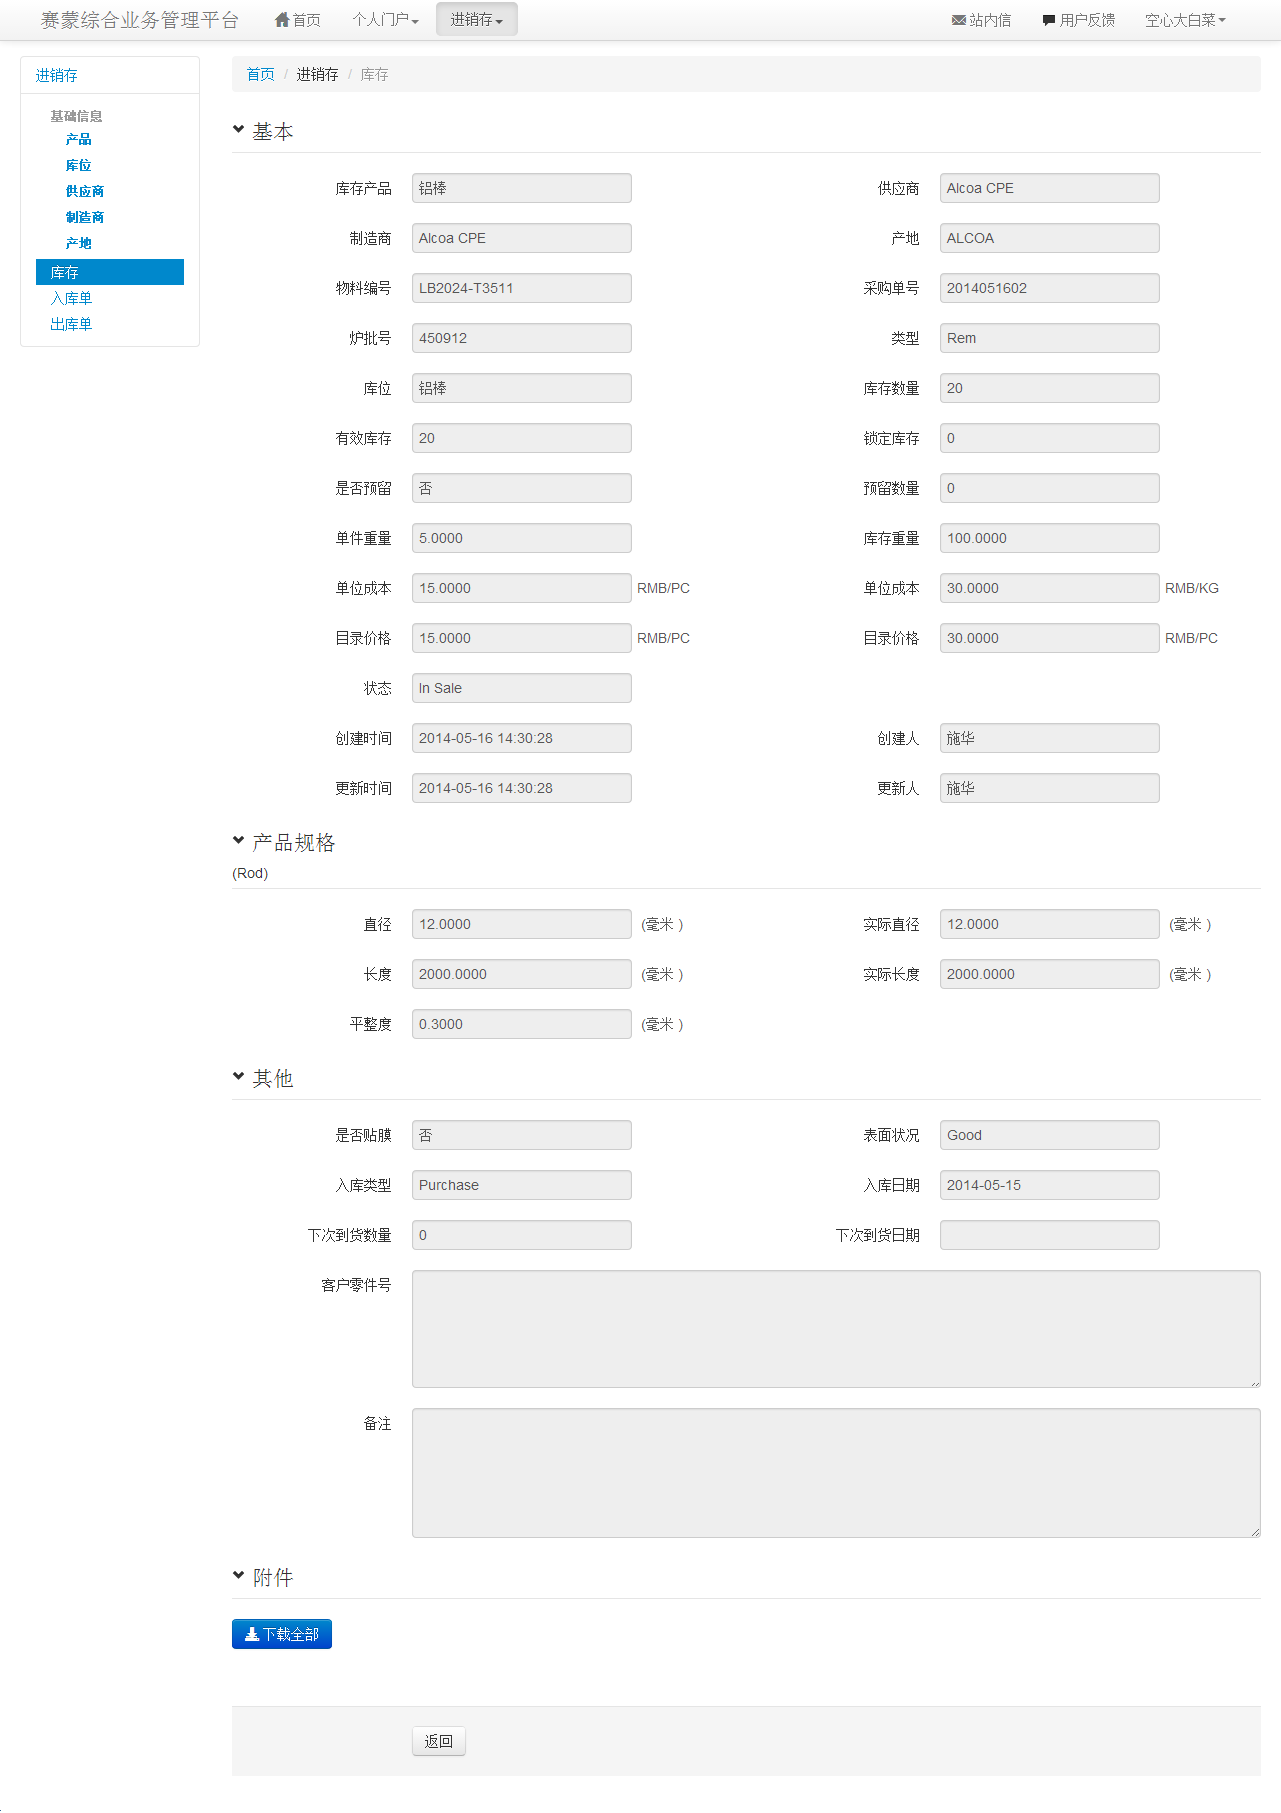 赛蒙综合业务管理平台 首页 个人门户 进销存 站内信 用户反馈 空心大白菜
进销存
基础信息
产品
库位
供应商
制造商
产地
库存
入库单
出库单
首页 / 进销存 / 库存
基本
库存产品 铝棒 供应商 Alcoa CPE
制造商 Alcoa CPE 产地 ALCOA
物料编号 LB2024-T3511 采购单号 2014051602
炉批号 450912 类型 Rem
库位 铝棒 库存数量 20
有效库存 20 锁定库存 0
是否预留 否 预留数量 0
单件重量 5.0000 库存重量 100.0000
单位成本 15.0000 RMB/PC 单位成本 30.0000 RMB/KG
目录价格 15.0000 RMB/PC 目录价格 30.0000 RMB/PC
状态 In Sale
创建时间 2014-05-16 14:30:28 创建人 施华
更新时间 2014-05-16 14:30:28 更新人 施华
产品规格
(Rod)
直径 12.0000 (毫米 ) 实际直径 12.0000 (毫米 )
长度 2000.0000 (毫米 ) 实际长度 2000.0000 (毫米 )
平整度 0.3000 (毫米 )
其他
是否贴膜 否 表面状况 Good
入库类型 Purchase 入库日期 2014-05-15
下次到货数量 0 下次到货日期
客户零件号
备注
附件
下载全部
返回